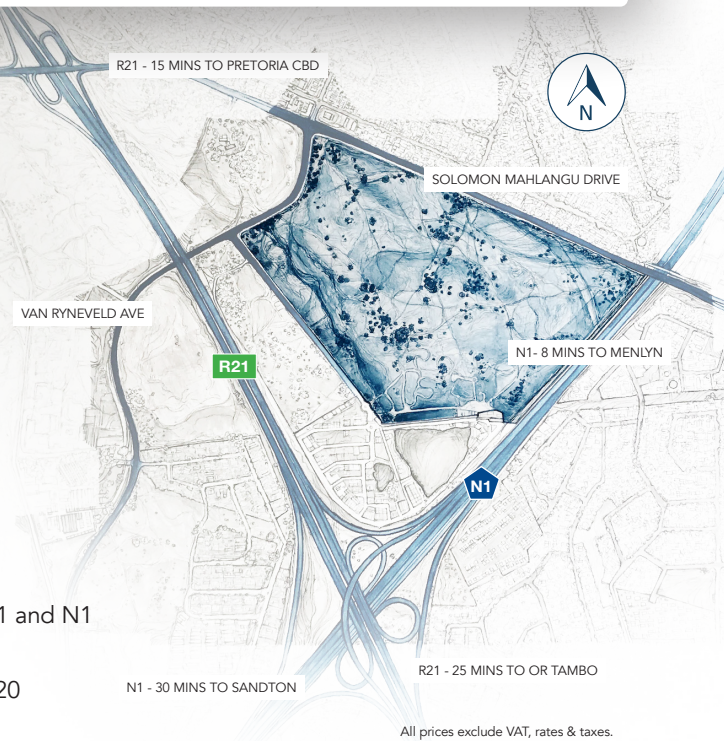 R21 - 15 MINS TO PRETORIA CBD
N
SOLOMON MAHLANGU DRIVE
VAN RYNEVELD AVE
N1- 8 MINS TO MENLYN
R21
N1
1 and N1
R21 - 25 MINS TO OR TAMBO
20
N1 - 30 MINS TO SANDTON
All prices exclude VAT, rates & taxes.